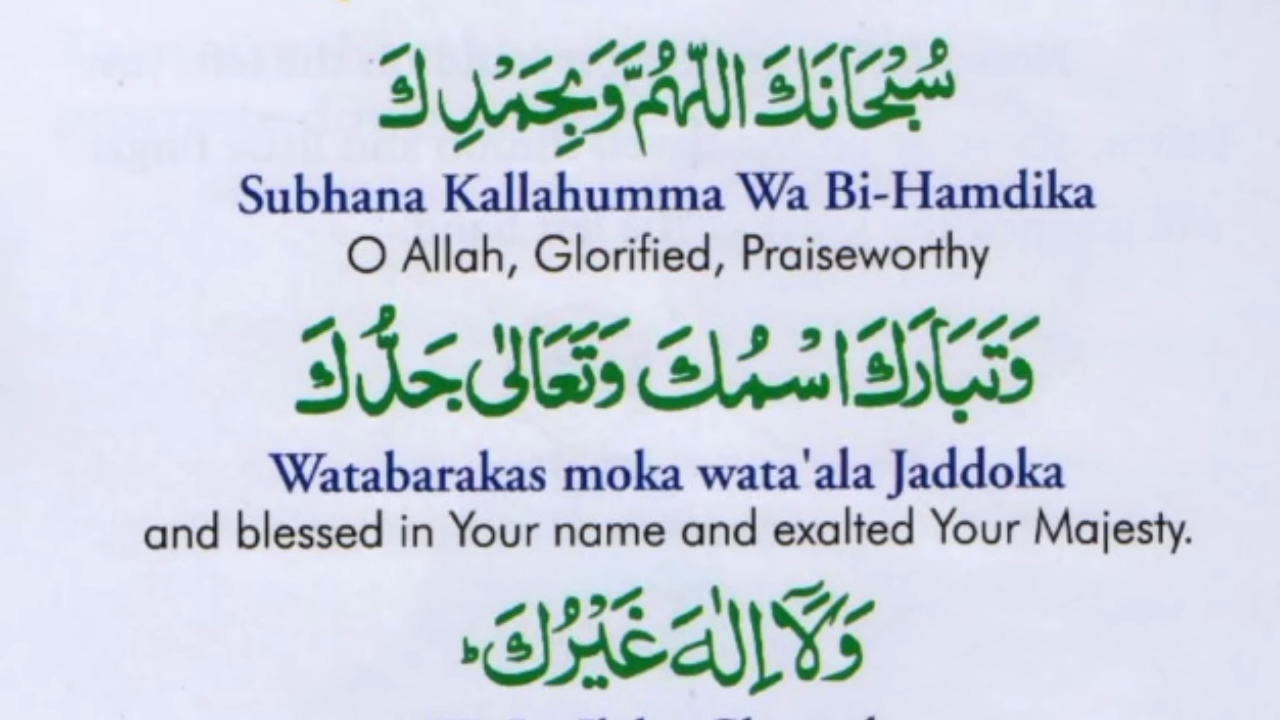 سُبْحَانَكَ اللّٰهُمَّ وَبِحَمْدِكَ
Subhana Kallahumma Wa Bi-Hamdika
O Allah, Glorified, Praiseworthy
وَتَبَارَكَ اسْمُكَ وَتَعَالٰى جَدُّكَ
Watabarakas moka wata'ala Jaddoka
and blessed in Your name and exalted Your Majesty.
وَلَآ اِلٰهَ غَيْرُكَ ط